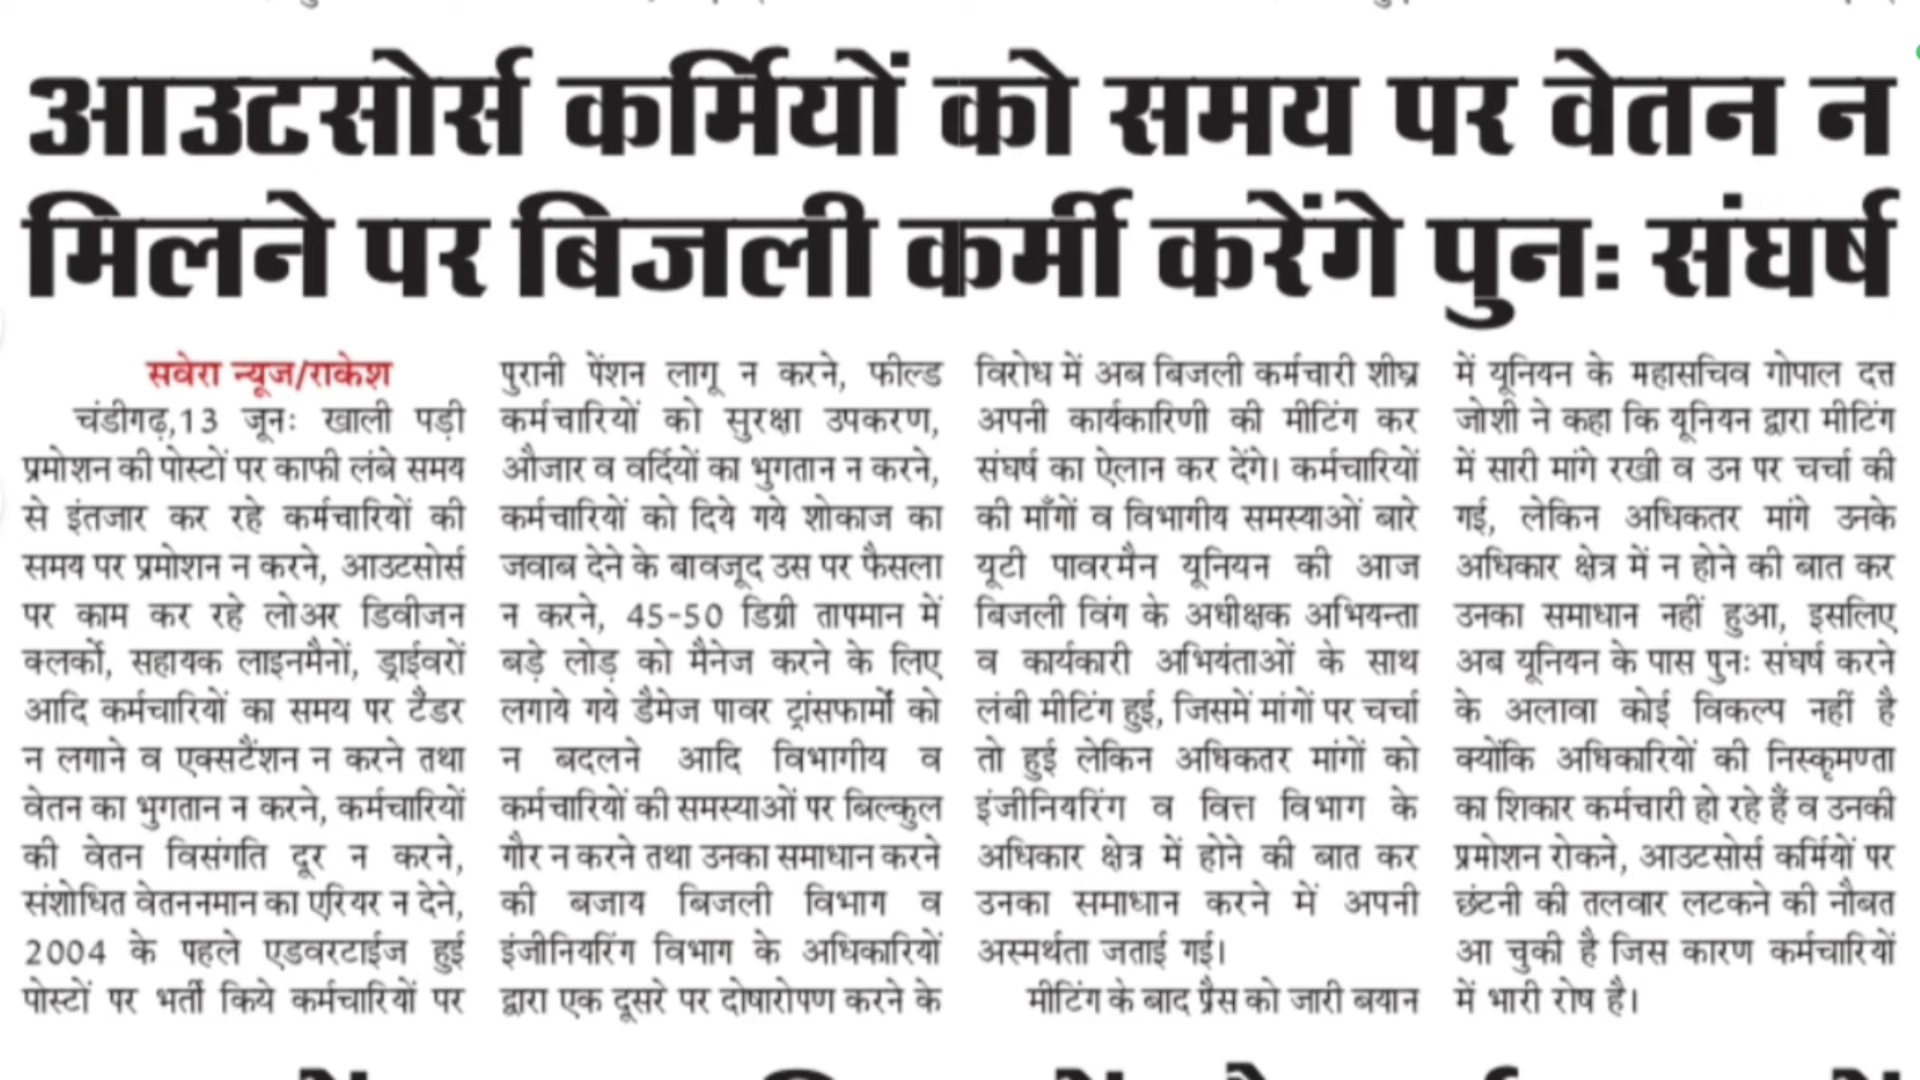 आउटसोर्स कर्मियों को समय पर वेतन न
मिलने पर बिजली कर्मी करेंगे पुनः संघर्ष
सवेरा न्यूज/राकेश
चंडीगढ़,13 जूनः खाली पड़ी
प्रमोशन की पोस्टों पर काफी लंबे समय
से इंतजार कर रहे कर्मचारियों की
समय पर प्रमोशन न करने, आउटसोर्स
पर काम कर रहे लोअर डिवीजन
क्लर्कों, सहायक लाइनमैनों, ड्राईवरों
आदि कर्मचारियों का समय पर टैंडर
न लगाने व एक्सटैंशन न करने तथा
वेतन का भुगतान न करने, कर्मचारियों
की वेतन विसंगति दूर न करने,
संशोधित वेतननमान का एरियर न देने,
2004 के पहले एडवरटाईज हुई
पोस्टों पर भर्ती किये कर्मचारियों पर
पुरानी पेंशन लागू न करने, फील्ड
कर्मचारियों को सुरक्षा उपकरण,
औजार व वर्दियों का भुगतान न करने,
कर्मचारियों को दिये गये शोकाज का
जवाब देने के बावजूद उस पर फैसला
न करने, 45-50 डिग्री तापमान में
बड़े लोड़ को मैनेज करने के लिए
लगाये गये डैमेज पावर ट्रांसफार्मों को
न बदलने आदि विभागीय व
कर्मचारियों की समस्याओं पर बिल्कुल
गौर न करने तथा उनका समाधान करने
की बजाय बिजली विभाग व
इंजीनियरिंग विभाग के अधिकारियों
द्वारा एक दूसरे पर दोषारोपण करने के
विरोध में अब बिजली कर्मचारी शीघ्र
अपनी कार्यकारिणी की मीटिंग कर
संघर्ष का ऐलान कर देंगे। कर्मचारियों
की माँगों व विभागीय समस्याओं बारे
यूटी पावरमैन यूनियन की आज
बिजली विंग के अधीक्षक अभियन्ता
व कार्यकारी अभियंताओं के साथ
लंबी मीटिंग हुई, जिसमें मांगों पर चर्चा
तो हुई लेकिन अधिकतर मांगों को
इंजीनियरिंग व वित्त विभाग के
अधिकार क्षेत्र में होने की बात कर
उनका समाधान करने में अपनी
अस्मर्थता जताई गई।
मीटिंग के बाद प्रैस को जारी बयान
में यूनियन के महासचिव गोपाल दत्त
जोशी ने कहा कि यूनियन द्वारा मीटिंग
में सारी मांगे रखी व उन पर चर्चा की
गई, लेकिन अधिकतर मांगे उनके
अधिकार क्षेत्र में न होने की बात कर
उनका समाधान नहीं हुआ, इसलिए
अब यूनियन के पास पुनः संघर्ष करने
के अलावा कोई विकल्प नहीं है
क्योंकि अधिकारियों की निस्कृमण्ता
का शिकार कर्मचारी हो रहे हैं व उनकी
प्रमोशन रोकने, आउटसोर्स कर्मियों पर
छंटनी की तलवार लटकने की नौबत
आ चुकी है जिस कारण कर्मचारियों
में भारी रोष है।